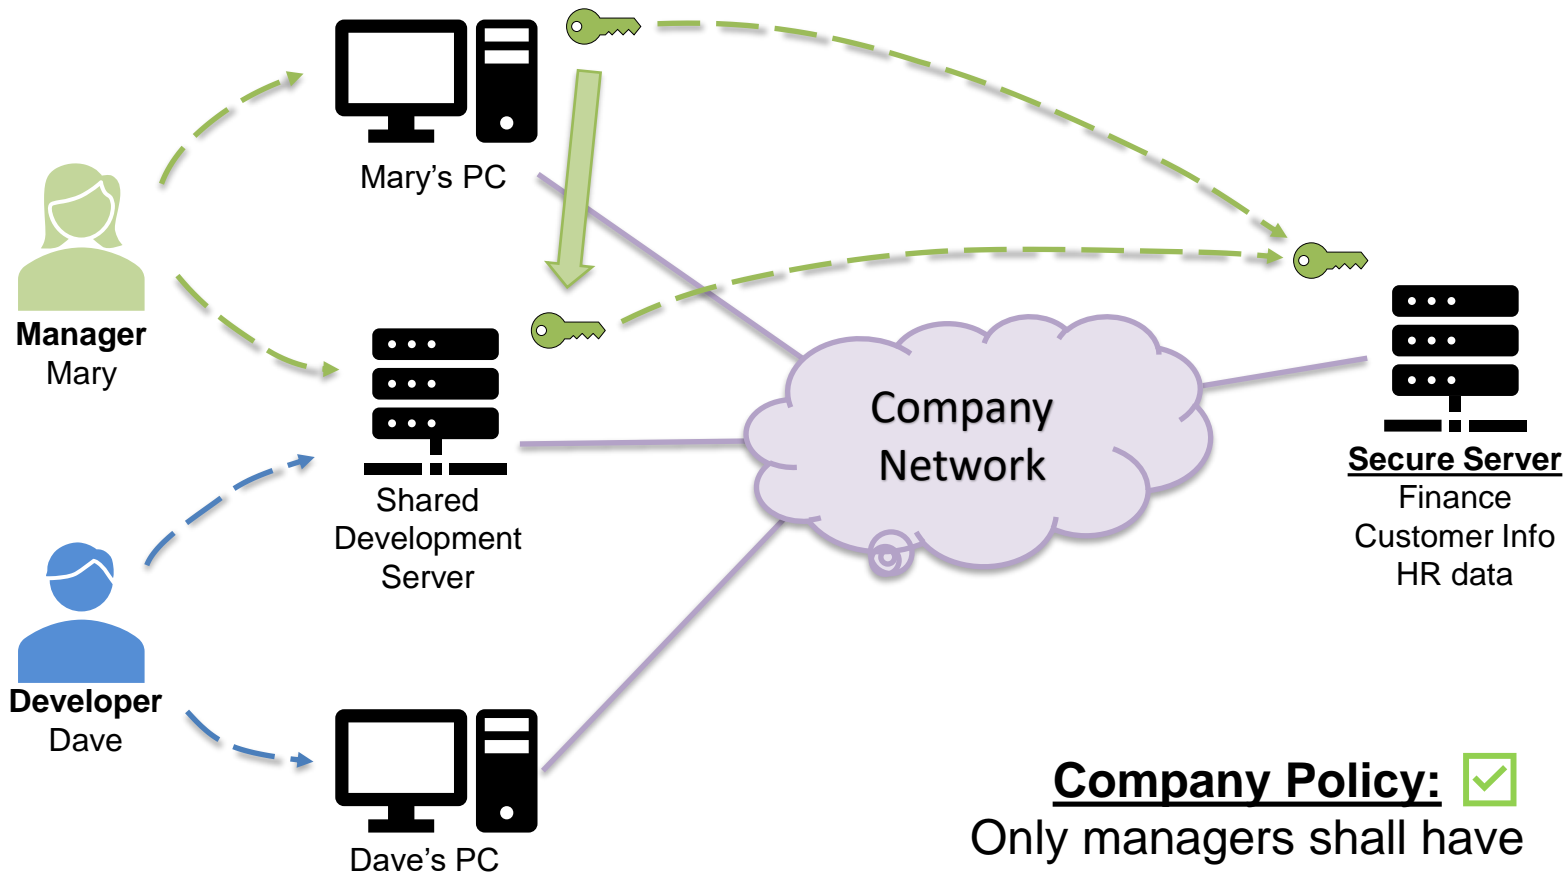 Mary's PC
Manager
Mary
Shared
Development
Server
Company
Network
Secure Server
Finance
Customer Info
HR data
Developer
Dave
Dave's PC
Company Policy:
Only managers shall have